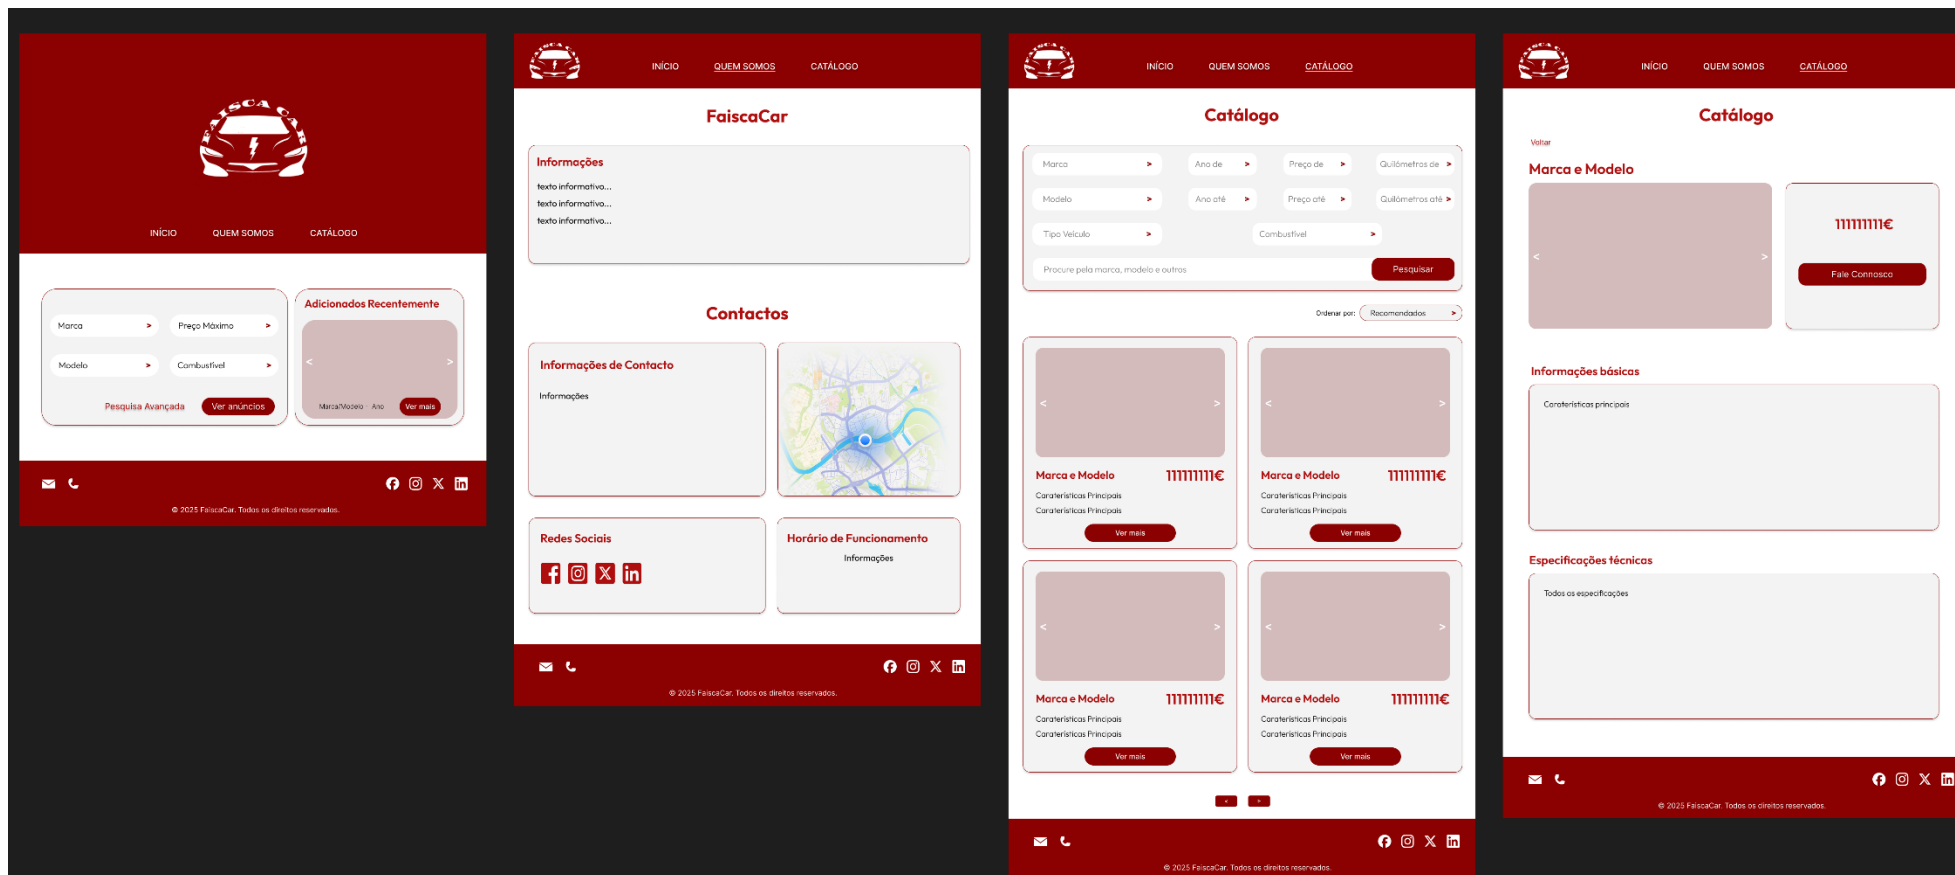 FAISCA CAR
INÍCIO QUEM SOMOS CATÁLOGO
Marca > Preço Máximo >
Modelo > Combustível >
Pesquisa Avançada Ver anúncios
Adicionados Recentemente
< >
Marca/Modelo Ano Ver mais
© 2025 FaiscaCar. Todos os direitos reservados.
FAISCA CAR
INÍCIO QUEM SOMOS CATÁLOGO
FaiscaCar
Informações
texto informativo...
texto informativo...
texto informativo...
Contactos
Informações de Contacto
Informações
Redes Sociais
Horário de Funcionamento
Informações
© 2025 FaiscaCar. Todos os direitos reservados.
FAISCA CAR
INÍCIO QUEM SOMOS CATÁLOGO
Catálogo
Marca > Ano de > Preço de > Quilómetros de >
Modelo > Ano até > Preço até > Quilómetros até >
Tipo Veículo > Combustível >
Procure pela marca, modelo e outros Pesquisar
Ordenar por: Recomendados >
< >
Marca e Modelo 111111111€
Caraterísticas Principais
Caraterísticas Principais
Ver mais
< >
Marca e Modelo 111111111€
Caraterísticas Principais
Caraterísticas Principais
Ver mais
< >
Marca e Modelo 111111111€
Caraterísticas Principais
Caraterísticas Principais
Ver mais
< >
Marca e Modelo 111111111€
Caraterísticas Principais
Caraterísticas Principais
Ver mais
< >
© 2025 FaiscaCar. Todos os direitos reservados.
FAISCA CAR
INÍCIO QUEM SOMOS CATÁLOGO
Catálogo
Voltar
Marca e Modelo
< >
111111111€
Fale Connosco
Informações básicas
Caraterísticas principais
Especificações técnicas
Todas as especificações
© 2025 FaiscaCar. Todos os direitos reservados.